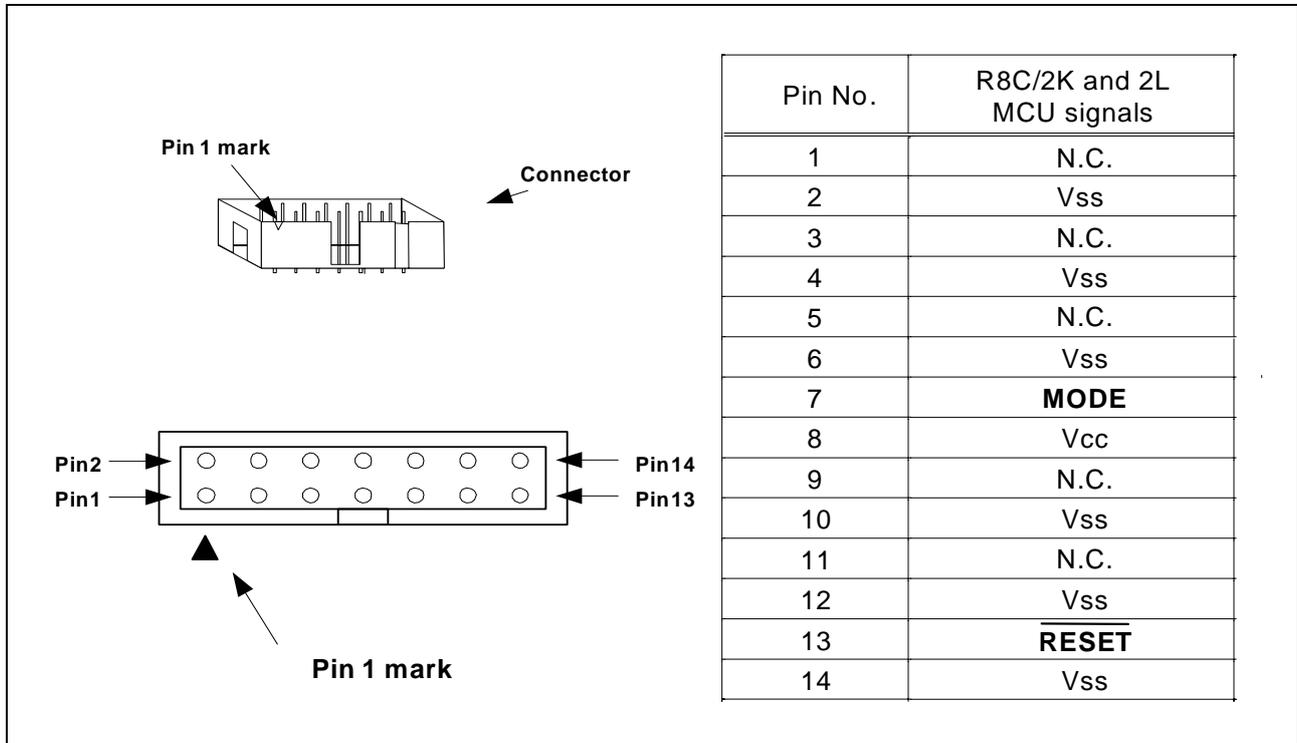 Pin 1 mark
Connector
Pin2
Pin14
Pin1
Pin13
Pin 1 mark
Pin No. R8C/2K and 2L MCU signals
1 N.C.
2 Vss
3 N.C.
4 Vss
5 N.C.
6 Vss
7 MODE
8 Vcc
9 N.C.
10 Vss
11 N.C.
12 Vss
13 RESET
14 Vss